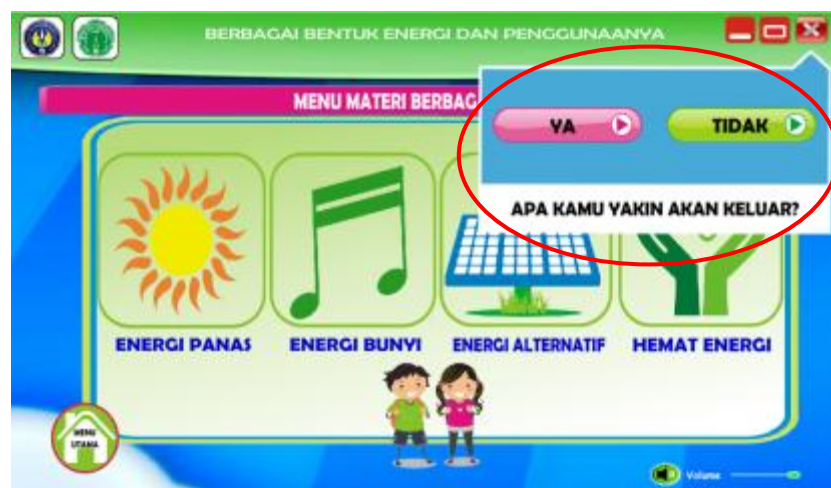 BERBAGAI BENTUK ENERGI DAN PENGGUNAANYA
MENU MATERI BERBAG
YA
TIDAK
APA KAMU YAKIN AKAN KELUAR?
ENERGI PANAS
ENERGI BUNYI
ENERGI ALTERNATIF
HEMAT ENERGI
MENU
UTAMA
Volume